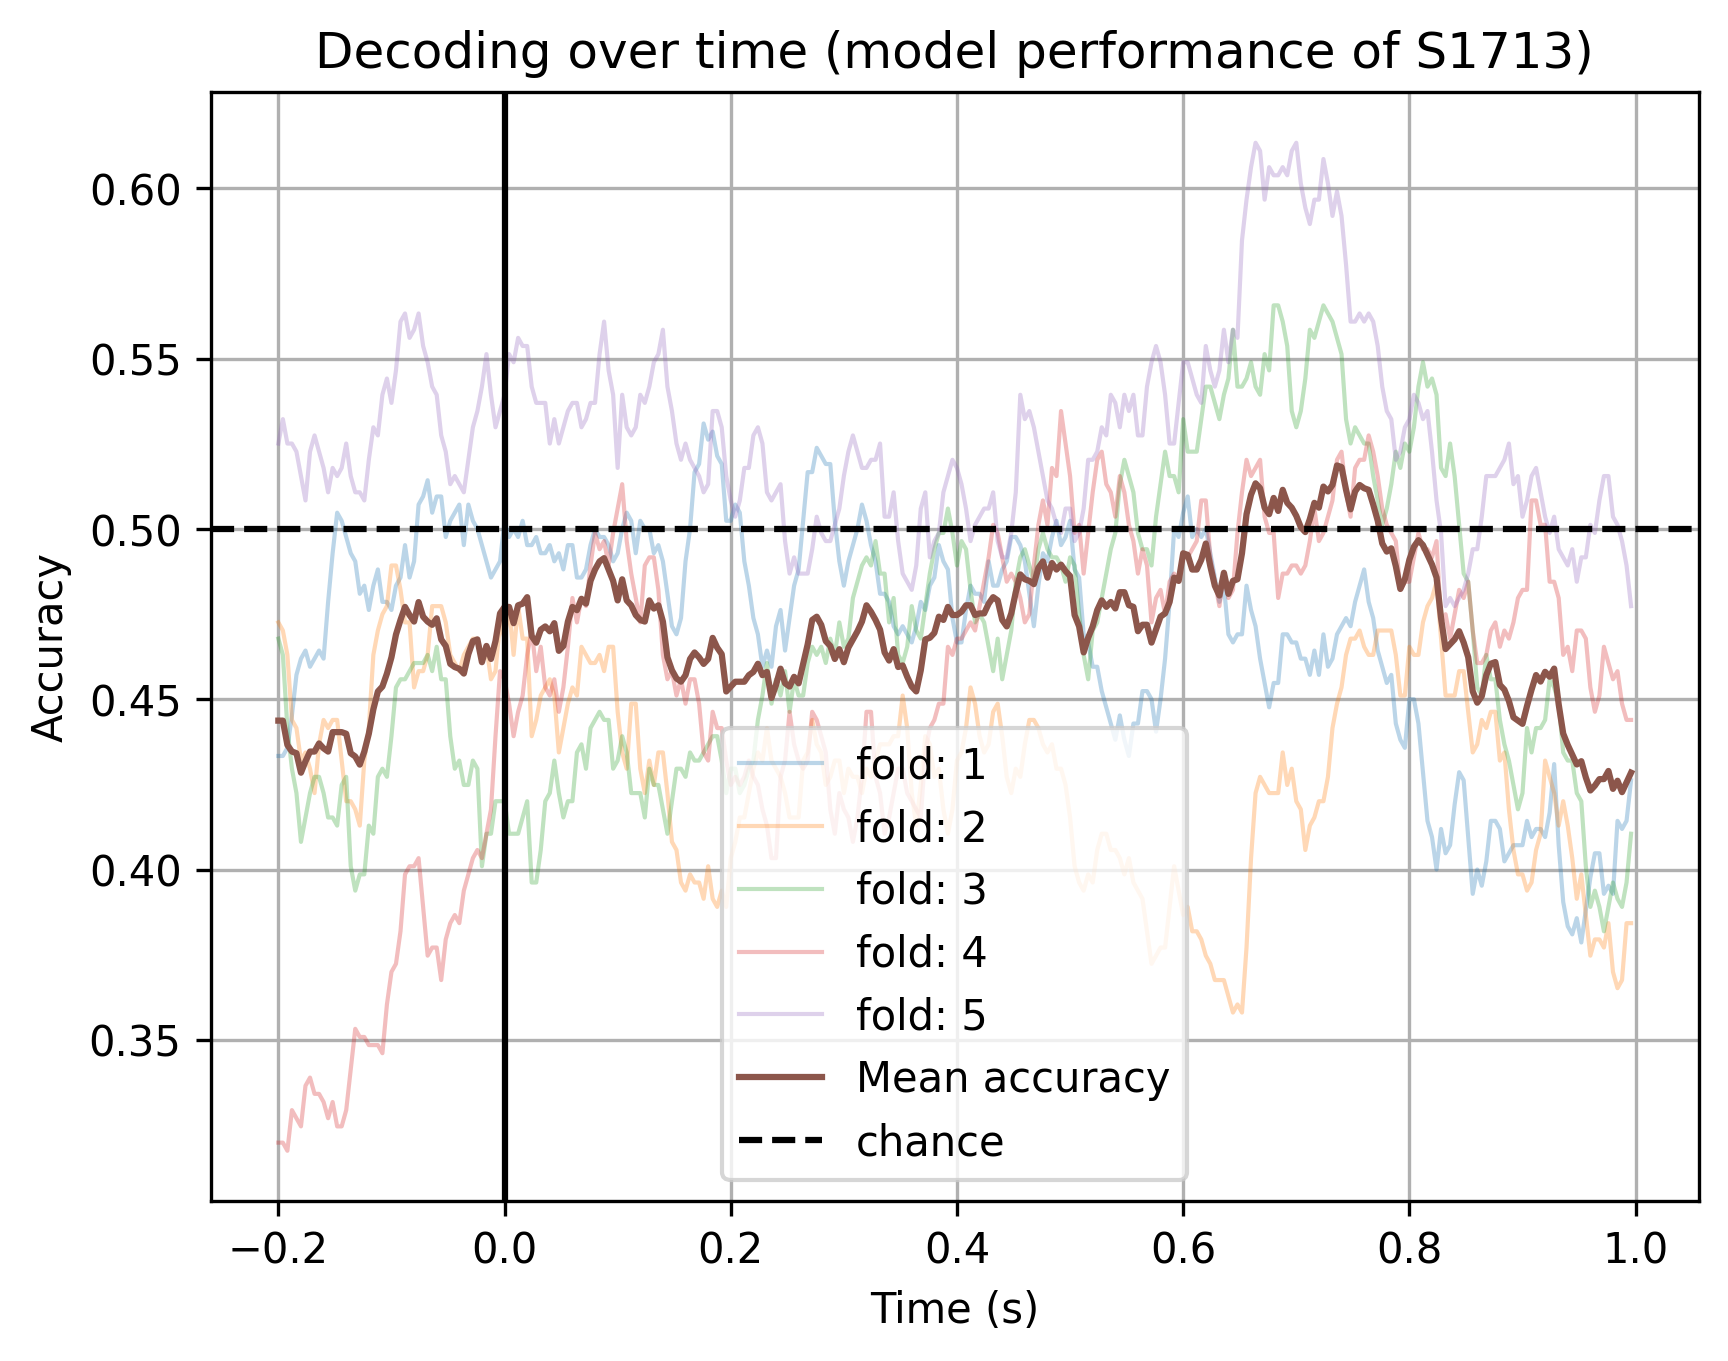 Decoding over time (model performance of S1713)
Accuracy
0.60
0.55
0.50
0.45
0.40
0.35
fold: 1
fold: 2
fold: 3
fold: 4
fold: 5
Mean accuracy
chance
−0.2 0.0 0.2 0.4 0.6 0.8 1.0
Time (s)